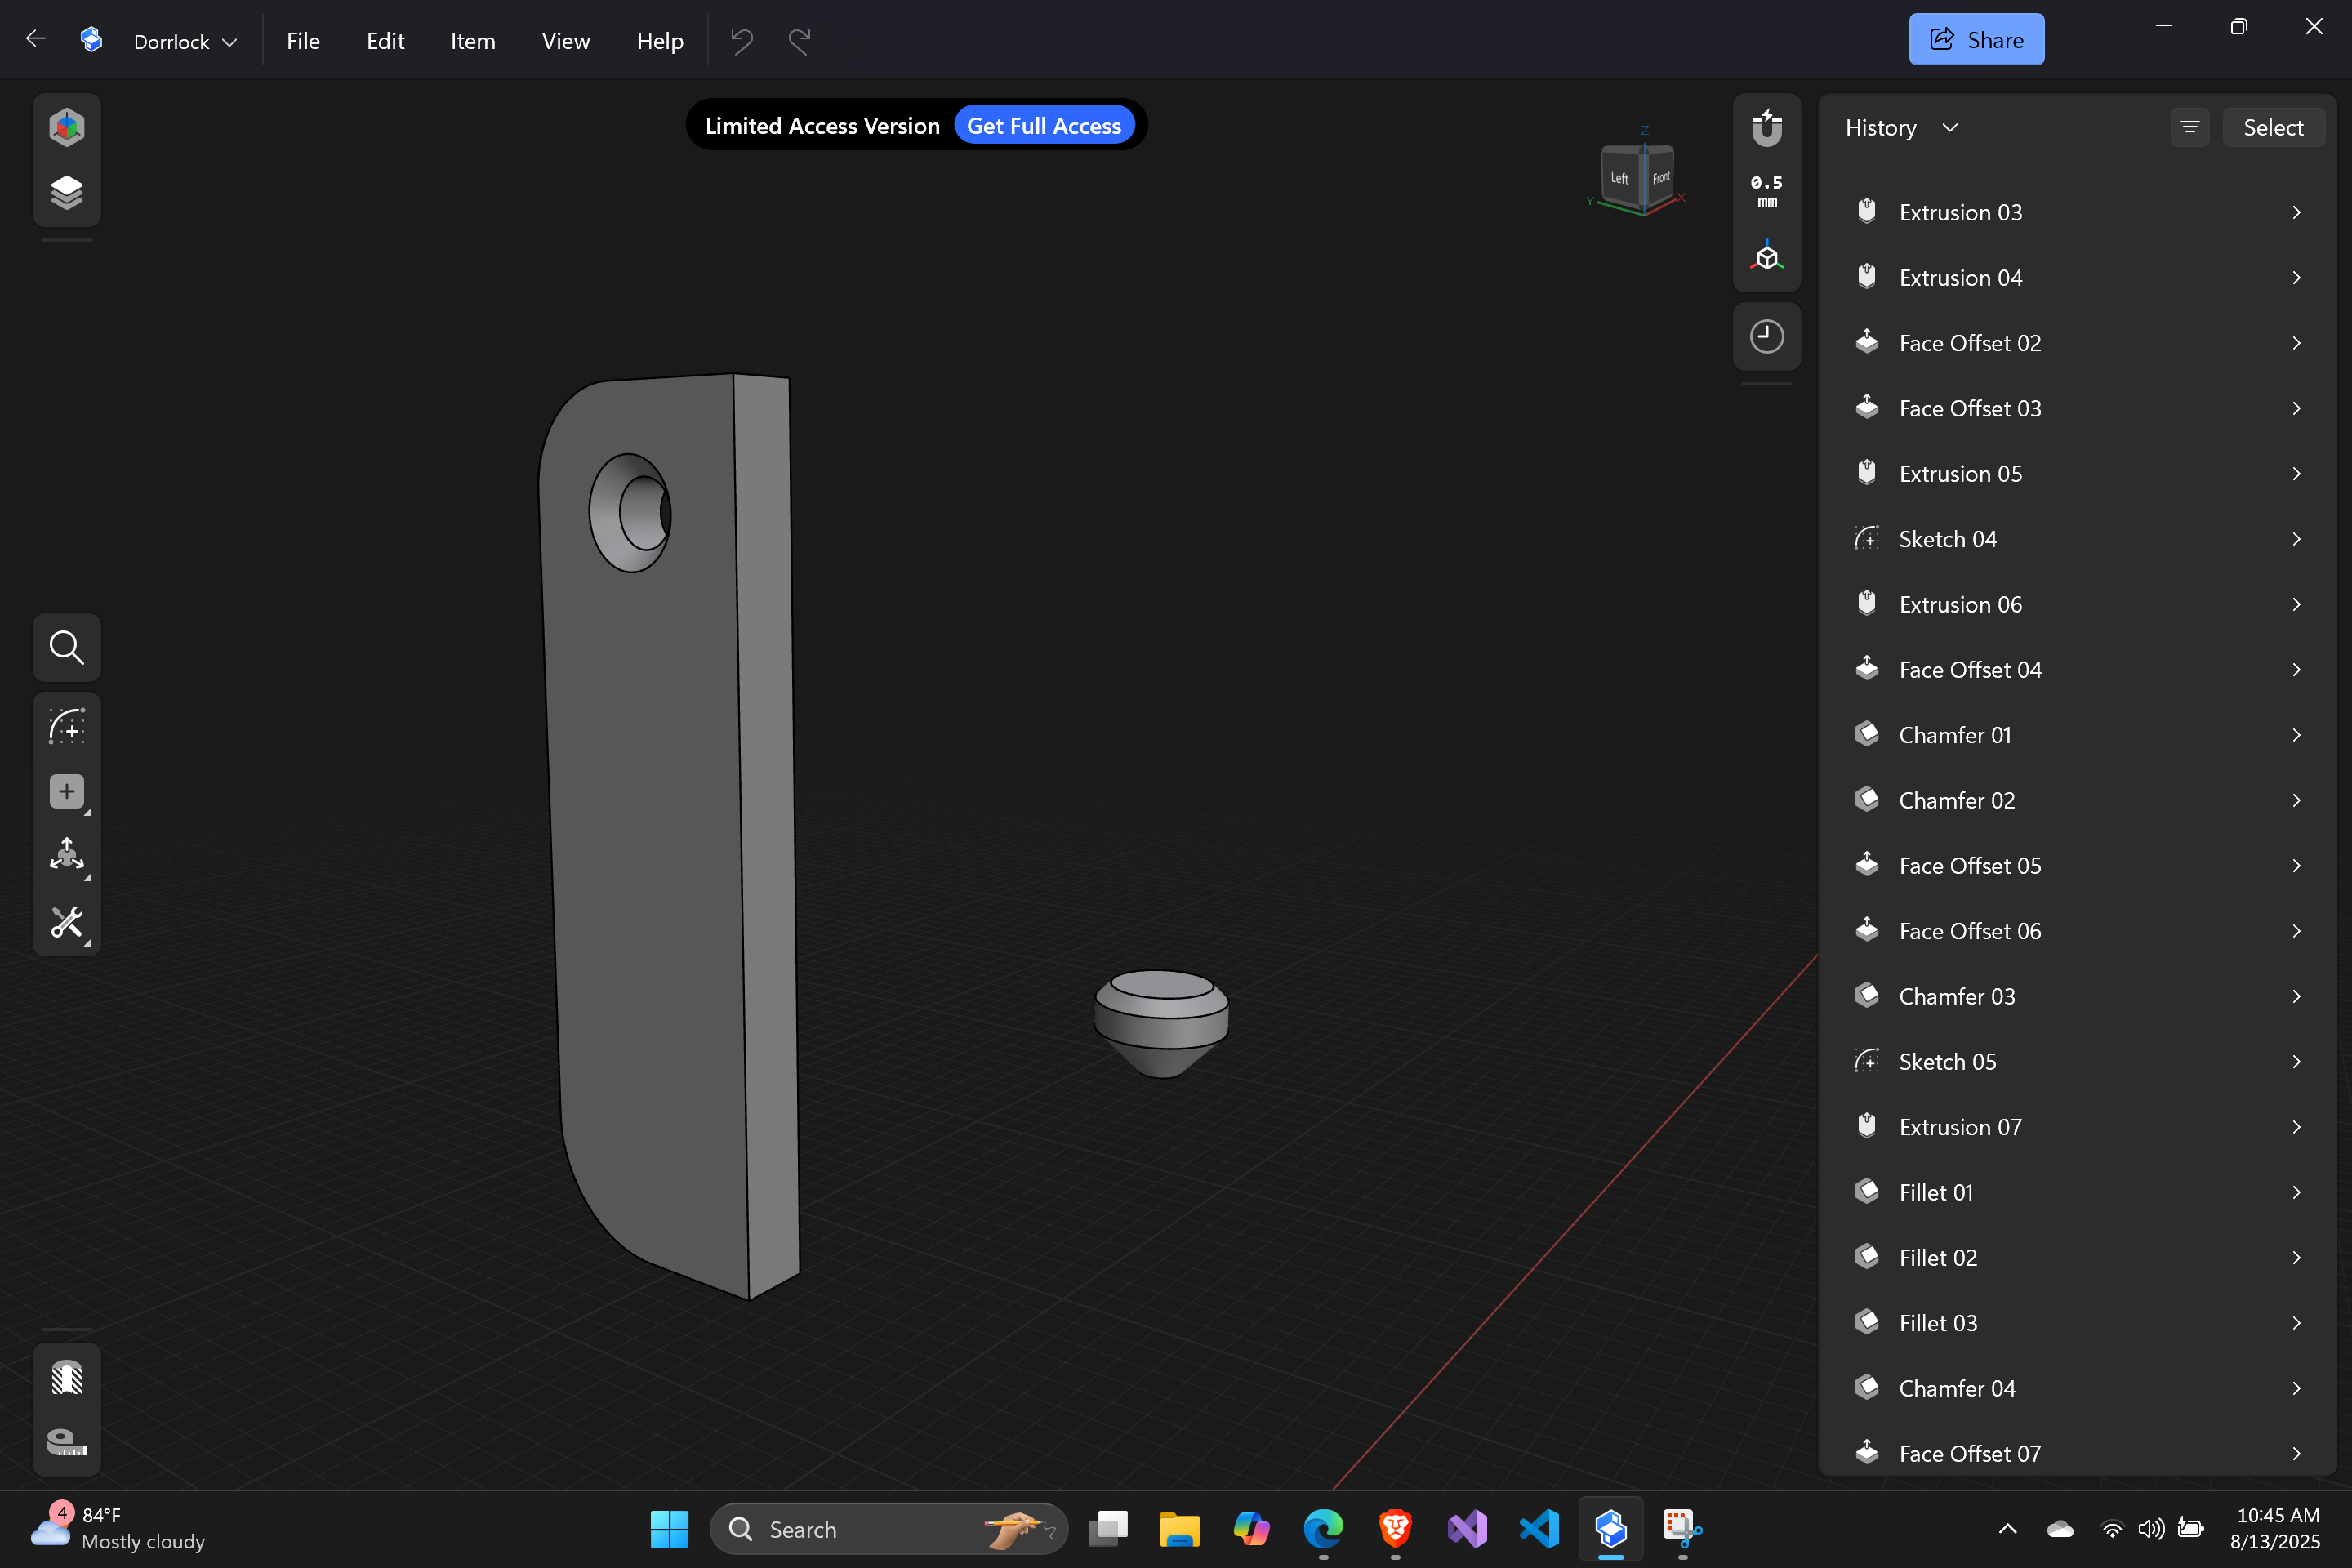 Dorrlock
File
Edit
Item
View
Help
Share
Limited Access Version
Get Full Access
Z
Left
Front
Y
X
0.5
mm
History
Select
Extrusion 03
Extrusion 04
Face Offset 02
Face Offset 03
Extrusion 05
Sketch 04
Extrusion 06
Face Offset 04
Chamfer 01
Chamfer 02
Face Offset 05
Face Offset 06
Chamfer 03
Sketch 05
Extrusion 07
Fillet 01
Fillet 02
Fillet 03
Chamfer 04
Face Offset 07
4
84°F
Mostly cloudy
Search
10:45 AM
8/13/2025